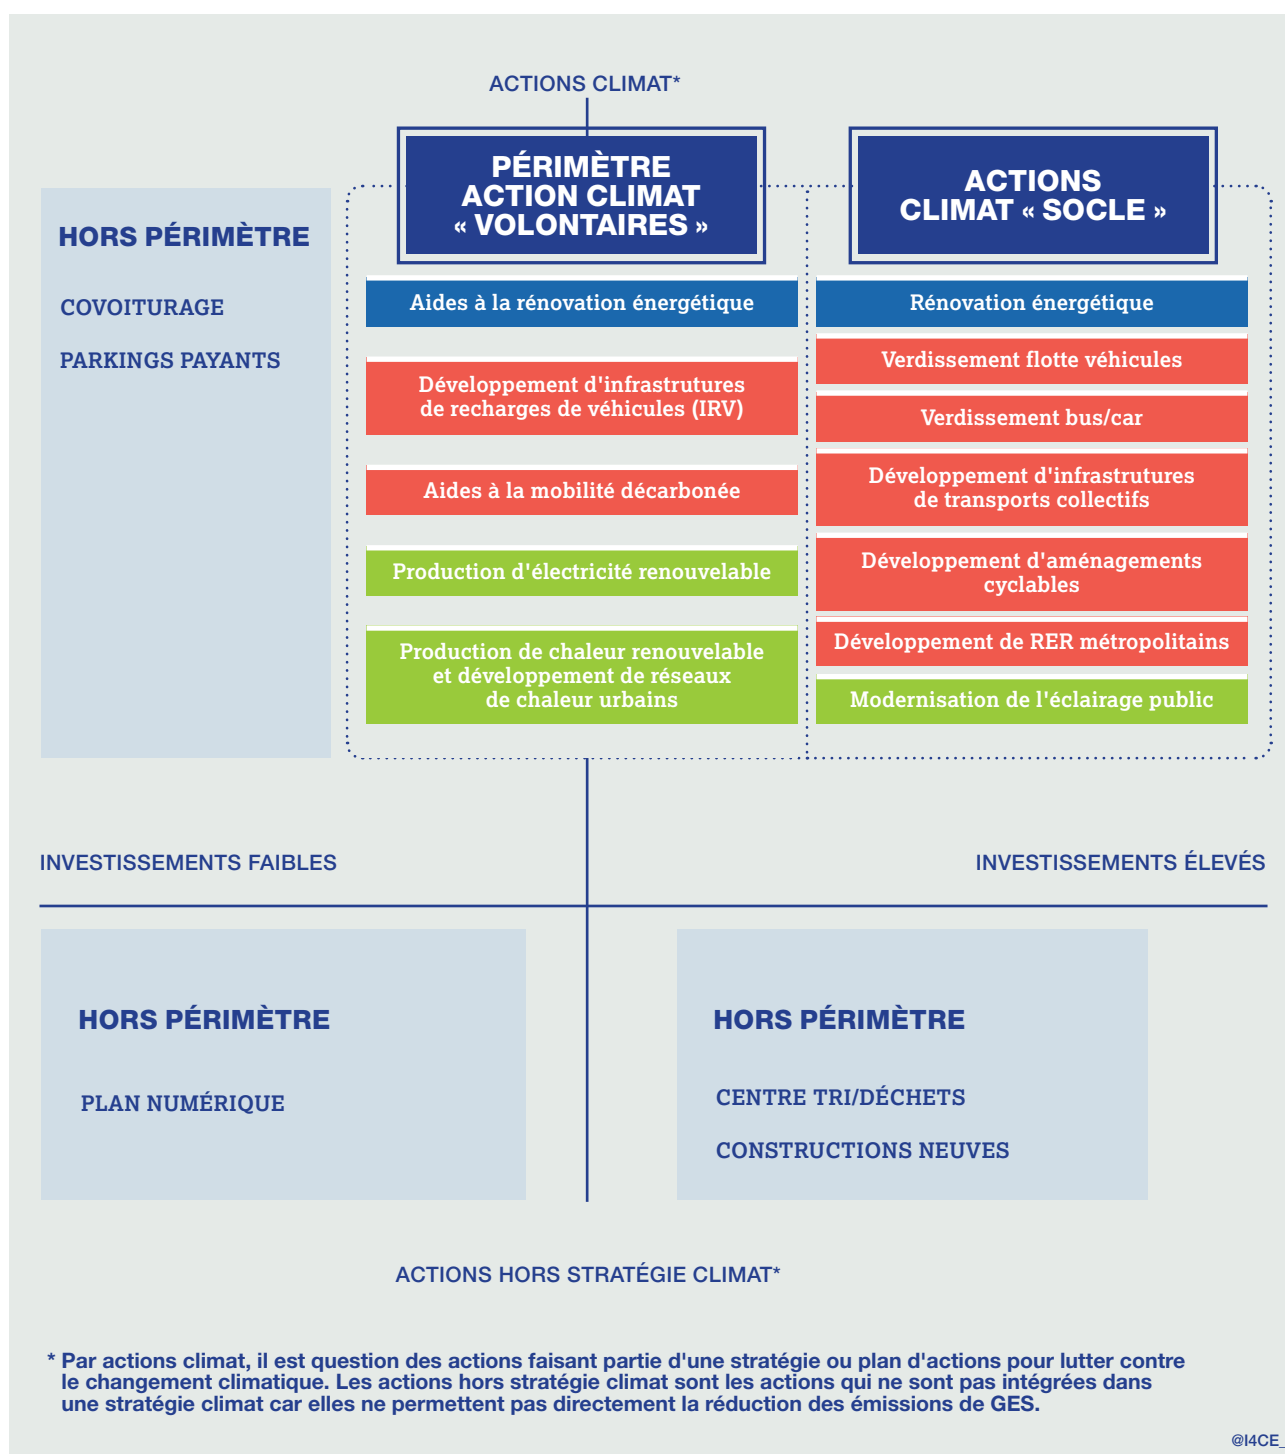 ACTIONS CLIMAT*
PÉRIMÈTRE
ACTION CLIMAT
« VOLONTAIRES »
ACTIONS
CLIMAT « SOCLE »
HORS PÉRIMÈTRE
COVOITURAGE
PARKINGS PAYANTS
Aides à la rénovation énergétique
Développement d'infrastrutures
de recharges de véhicules (IRV)
Aides à la mobilité décarbonée
Production d'électricité renouvelable
Production de chaleur renouvelable
et développement de réseaux
de chaleur urbains
Rénovation énergétique
Verdissement flotte véhicules
Verdissement bus/car
Développement d'infrastrutures
de transports collectifs
Développement d'aménagements
cyclables
Développement de RER métropolitains
Modernisation de l'éclairage public
INVESTISSEMENTS FAIBLES
INVESTISSEMENTS ÉLEVÉS
HORS PÉRIMÈTRE
PLAN NUMÉRIQUE
HORS PÉRIMÈTRE
CENTRE TRI/DÉCHETS
CONSTRUCTIONS NEUVES
ACTIONS HORS STRATÉGIE CLIMAT*
* Par actions climat, il est question des actions faisant partie d'une stratégie ou plan d'actions pour lutter contre
le changement climatique. Les actions hors stratégie climat sont les actions qui ne sont pas intégrées dans
une stratégie climat car elles ne permettent pas directement la réduction des émissions de GES.
@I4CE_